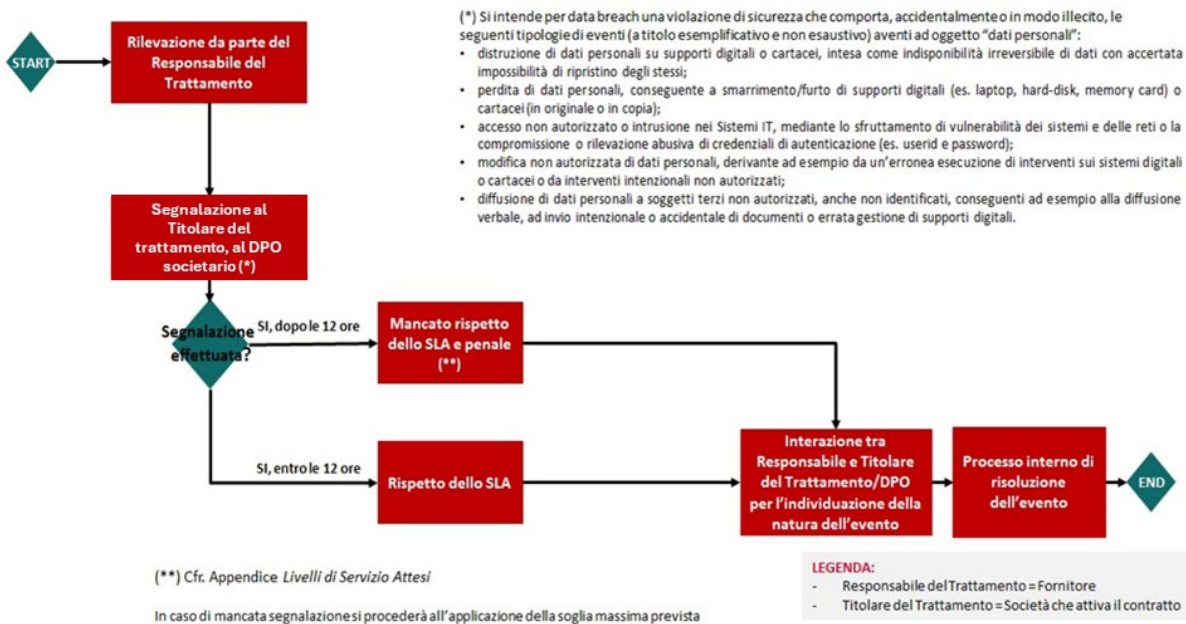 START
Rilevazione da parte del
Responsabile del
Trattamento
(*) Si intende per data breach una violazione di sicurezza che comporta, accidentalmente o in modo illecito, le
seguenti tipologie di eventi (a titolo esemplificativo e non esaustivo) aventi ad oggetto “dati personali”:
• distruzione di dati personali su supporti digitali o cartacei, intesa come indisponibilità irreversibile di dati con accertata
impossibilità di ripristino degli stessi;
• perdita di dati personali, conseguente a smarrimento/furto di supporti digitali (es. laptop, hard-disk, memory card) o
cartacei (in originale o in copia);
• accesso non autorizzato o intrusione nei Sistemi IT, mediante lo sfruttamento di vulnerabilità dei sistemi e delle reti o la
compromissione o rilevazione abusiva di credenziali di autenticazione (es. userid e password);
• modifica non autorizzata di dati personali, derivante ad esempio da un’erronea esecuzione di interventi sui sistemi digitali
o cartacei o da interventi intenzionali non autorizzati;
• diffusione di dati personali a soggetti terzi non autorizzati, anche non identificati, conseguenti ad esempio alla diffusione
verbale, ad invio intenzionale o accidentale di documenti o errata gestione di supporti digitali.
Segnalazione al
Titolare del
trattamento, al DPO
societario (*)
Segnalazione
effettuata?
SI, dopo le 12 ore
Mancato rispetto
dello SLA e penale
(**)
SI, entro le 12 ore
Rispetto dello SLA
Interazione tra
Responsabile e Titolare
del Trattamento/DPO
per l’individuazione della
natura dell’evento
Processo interno di
risoluzione
dell’evento
END
(**) Cfr. Appendice Livelli di Servizio Attesi
In caso di mancata segnalazione si procederà all’applicazione della soglia massima prevista
LEGENDA:
- Responsabile del Trattamento = Fornitore
- Titolare del Trattamento = Società che attiva il contratto